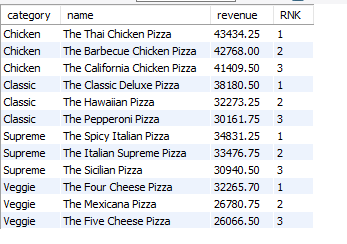 category name revenue RNK
Chicken The Thai Chicken Pizza 43434.25 1
Chicken The Barbecue Chicken Pizza 42768.00 2
Chicken The California Chicken Pizza 41409.50 3
Classic The Classic Deluxe Pizza 38180.50 1
Classic The Hawaiian Pizza 32273.25 2
Classic The Pepperoni Pizza 30161.75 3
Supreme The Spicy Italian Pizza 34831.25 1
Supreme The Italian Supreme Pizza 33476.75 2
Supreme The Sicilian Pizza 30940.50 3
Veggie The Four Cheese Pizza 32265.70 1
Veggie The Mexicana Pizza 26780.75 2
Veggie The Five Cheese Pizza 26066.50 3